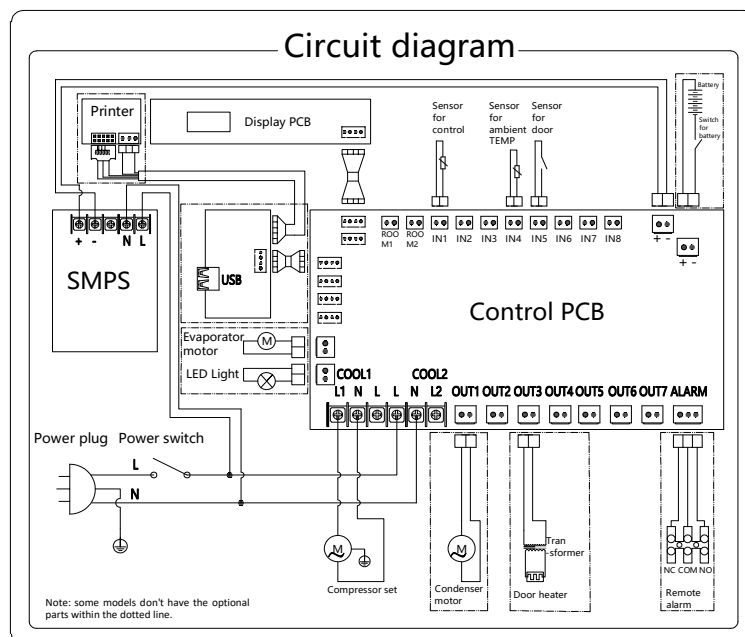 Circuit diagram
Printer
Display PCB
Sensor
for
control
Sensor
for
ambient
TEMP
Sensor
for
door
Battery
Switch
for
battery
+ - N L
SMPS
USB
ROO
M1
ROO
M2
IN1 IN2 IN3 IN4 IN5 IN6 IN7 IN8
+ -
+ -
Control PCB
Evaporator
motor
M
LED Light
COOL1 COOL2
L1 N L L N L2 OUT1 OUT2 OUT3 OUT4 OUT5 OUT6 OUT7 ALARM
Power plug Power switch
L
N
M
Compressor set
M
Condenser
motor
Tran
-sformer
Door heater
NC COM NO
Remote
alarm
Note: some models don't have the optional
parts within the dotted line.